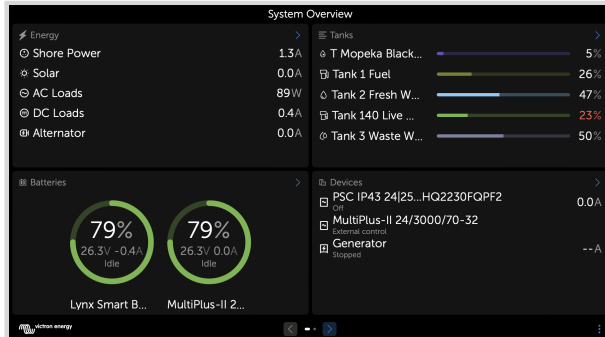 System Overview
Energy
Shore Power 1.3A
Solar 0.0A
AC Loads 89W
DC Loads 0.4A
Alternator 0.0A
Tanks
T Mopeka Black... 5%
Tank 1 Fuel 26%
Tank 2 Fresh W... 47%
Tank 140 Live ... 23%
Tank 3 Waste W... 50%
Batteries
79% 79%
26.3V -0.4A 26.3V 0.0A
Idle Idle
Lynx Smart B... MultiPlus-II 2...
Devices
PSC IP43 24|25...HQ2230FQPF2 0.0A
Off
MultiPlus-II 24/3000/70-32
External control
Generator --A
Stopped
victron energy